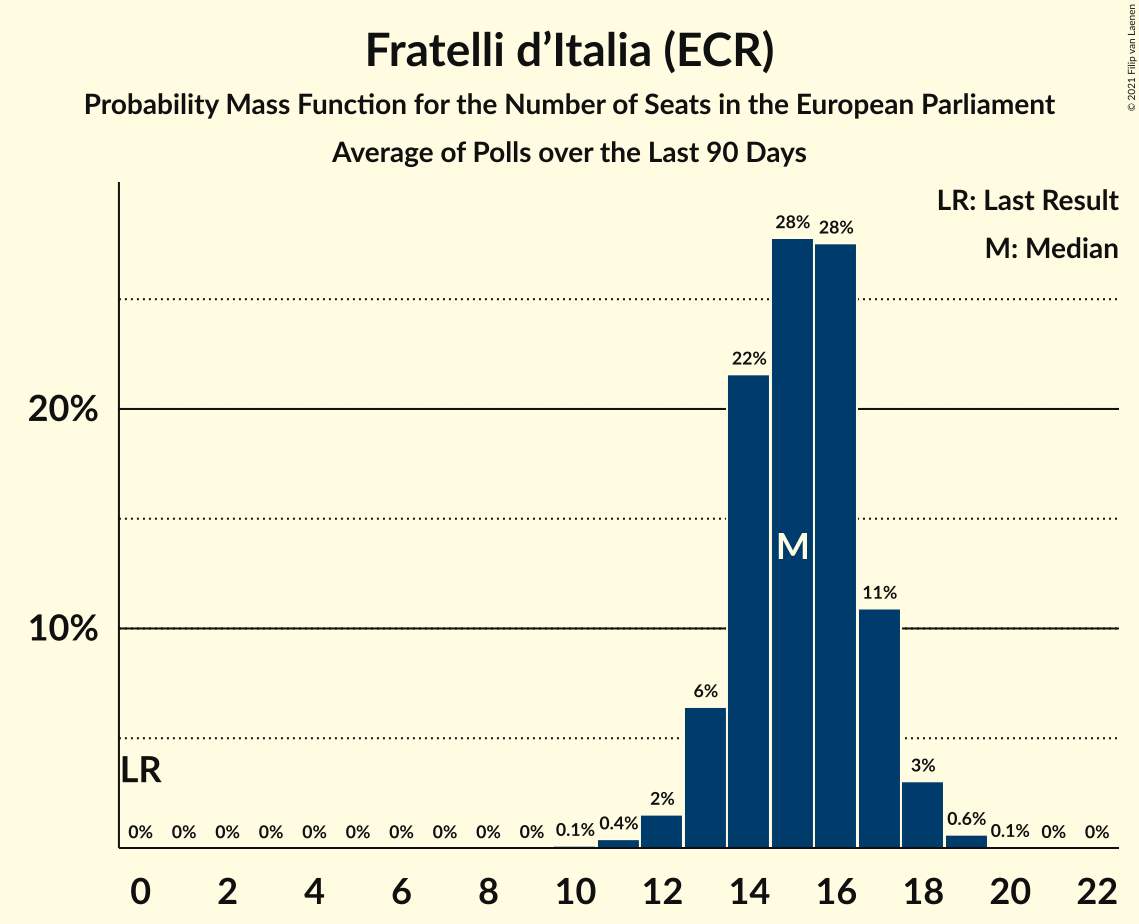 Fratelli d’Italia (ECR)
Probability Mass Function for the Number of Seats in the European Parliament
Average of Polls over the Last 90 Days
© 2021 Filip van Laenen
LR: Last Result
M: Median
28% 28%
22%
20%
M
11%
10%
6%
LR
3%
2%
0% 0% 0% 0% 0% 0% 0% 0% 0% 0% 0.1% 0.4% 0.6% 0.1% 0% 0%
0 2 4 6 8 10 12 14 16 18 20 22